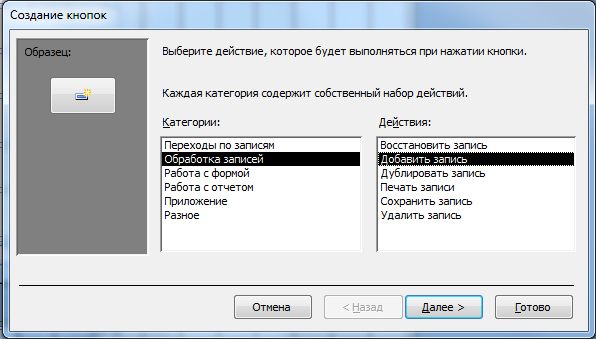 Создание кнопок
Образец:
Выберите действие, которое будет выполняться при нажатии кнопки.
Каждая категория содержит собственный набор действий.
Категории:
Переходы по записям
Обработка записей
Работа с формой
Работа с отчетом
Приложение
Разное
Действия:
Восстановить запись
Добавить запись
Дублировать запись
Печать записи
Сохранить запись
Удалить запись
Отмена
< Назад
Далее >
Готово